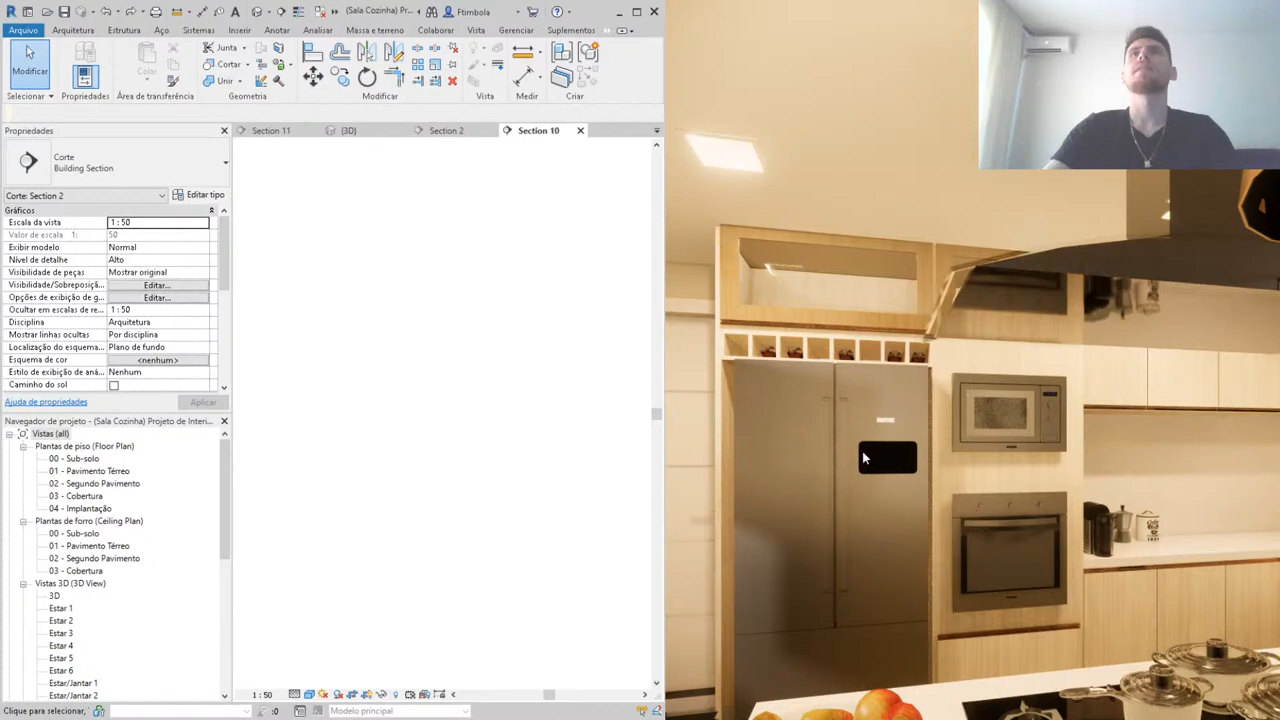 (Sala Cozinha) Pr...
Ftimbola
Arquivo Arquitetura Estrutura Aço Sistemas Inserir Anotar Analisar Massa e terreno Colaborar Vista Gerenciar Suplementos
Modificar
Propriedades
Colas
Junta
Cortar
Unir
Selecionar
Área de transferência
Geometria
Modificar
Vista
Medir
Criar
Propriedades
Section 11
(3D)
Section 2
Section 10
Corte
Building Section
Corte: Section 2
Editar tipo
Gráficos
Escala da vista 1 : 50
Valor de escala 1: 50
Exibir modelo Normal
Nível de detalhe Alto
Visibilidade de peças Mostrar original
Visibilidade/Sobreposiçã... Editar...
Opções de exibição de g... Editar...
Ocultar em escalas de re... 1 : 50
Disciplina Arquitetura
Mostrar linhas ocultas Por disciplina
Localização do esquema... Plano de fundo
Esquema de cor <nenhum>
Estilo de exibição de aná... Nenhum
Caminho do sol
Ajuda de propriedades
Aplicar
Navegador de projeto - (Sala Cozinha) Projeto de Interi...
Vistas (all)
Plantas de piso (Floor Plan)
00 - Sub-solo
01 - Pavimento Térreo
02 - Segundo Pavimento
03 - Cobertura
04 - Implantação
Plantas de forro (Ceiling Plan)
00 - Sub-solo
01 - Pavimento Térreo
02 - Segundo Pavimento
03 - Cobertura
Vistas 3D (3D View)
3D
Estar 1
Estar 2
Estar 3
Estar 4
Estar 5
Estar 6
Estar/Jantar 1
Estar/Jantar 2
1 : 50
Clique para selecionar,
:0
Modelo principal